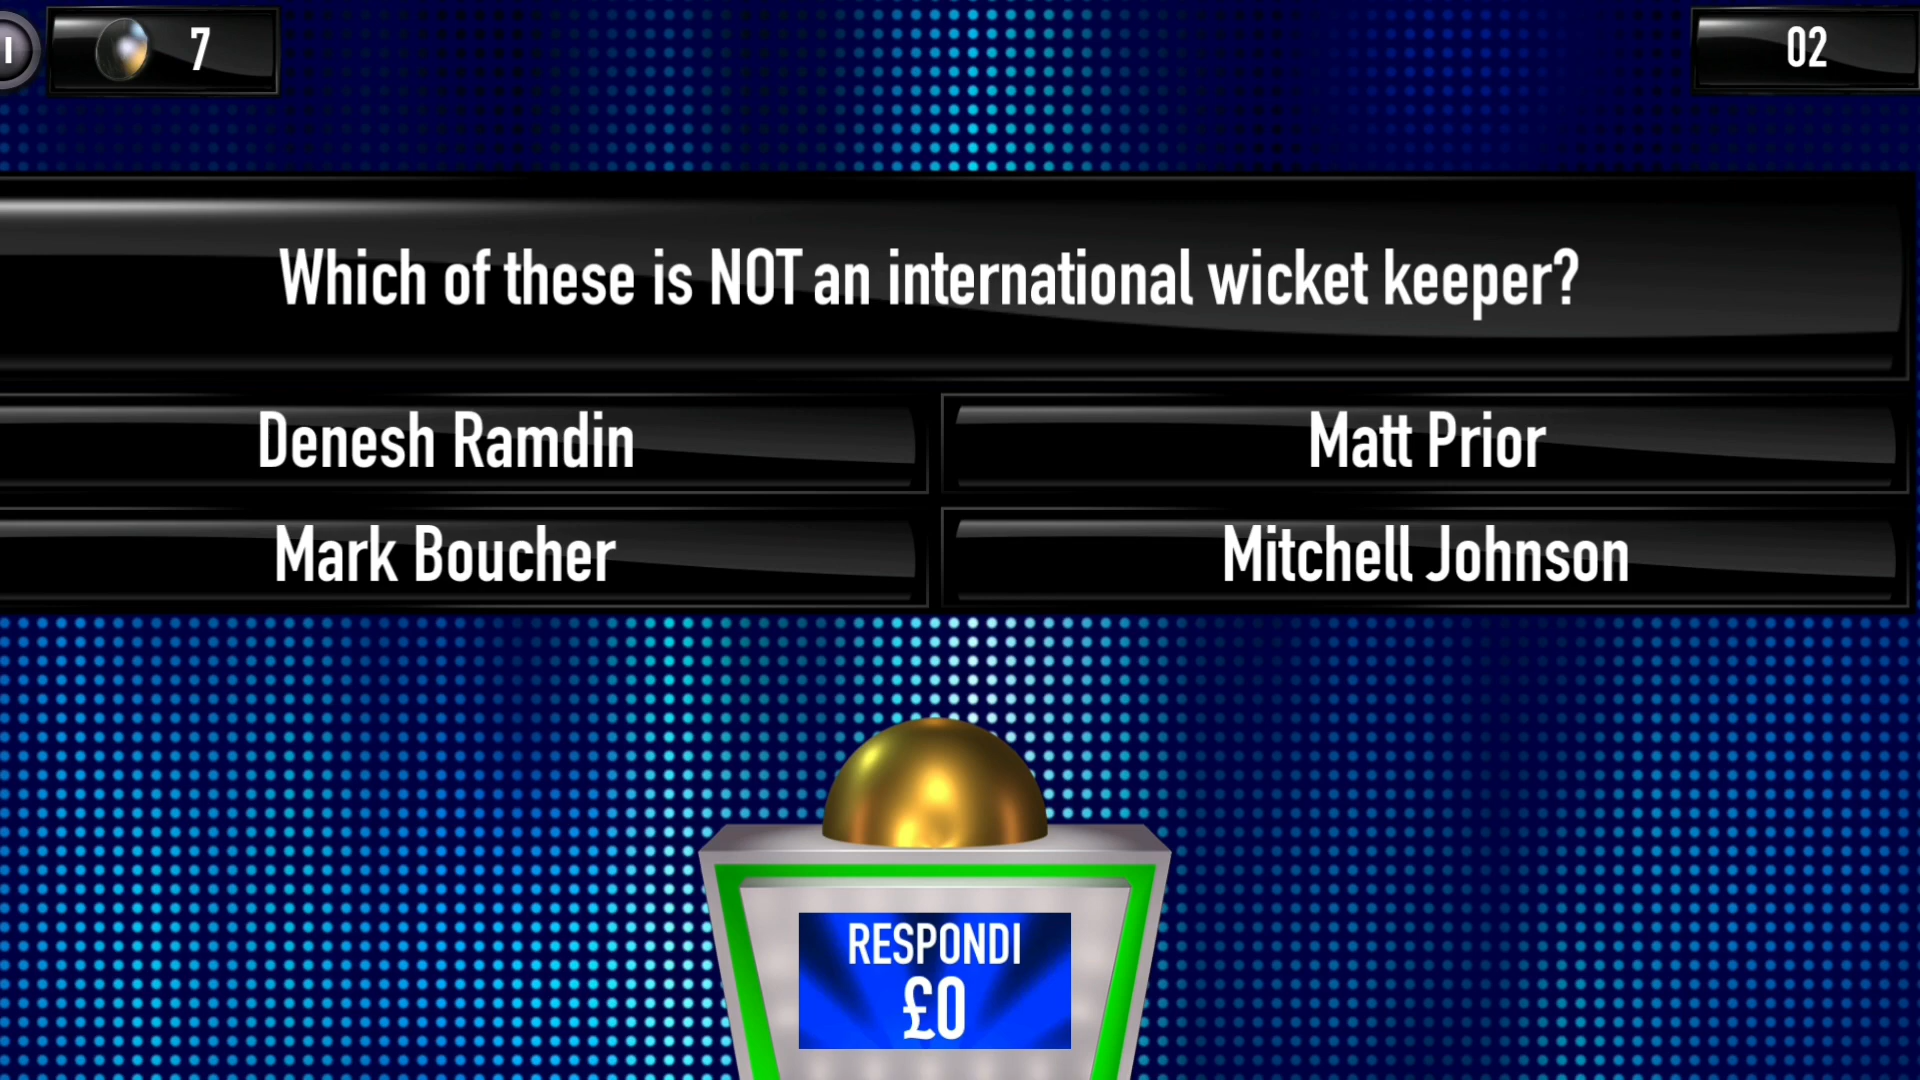 7
02
Which of these is NOT an international wicket keeper?
Denesh Ramdin
Matt Prior
Mark Boucher
Mitchell Johnson
RESPONDI
£0